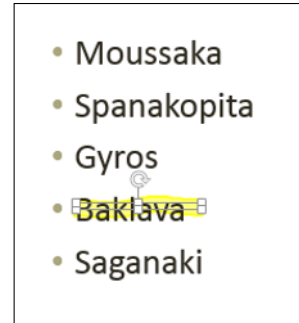 • Moussaka
• Spanakopita
• Gyros
• Baklava
• Saganaki